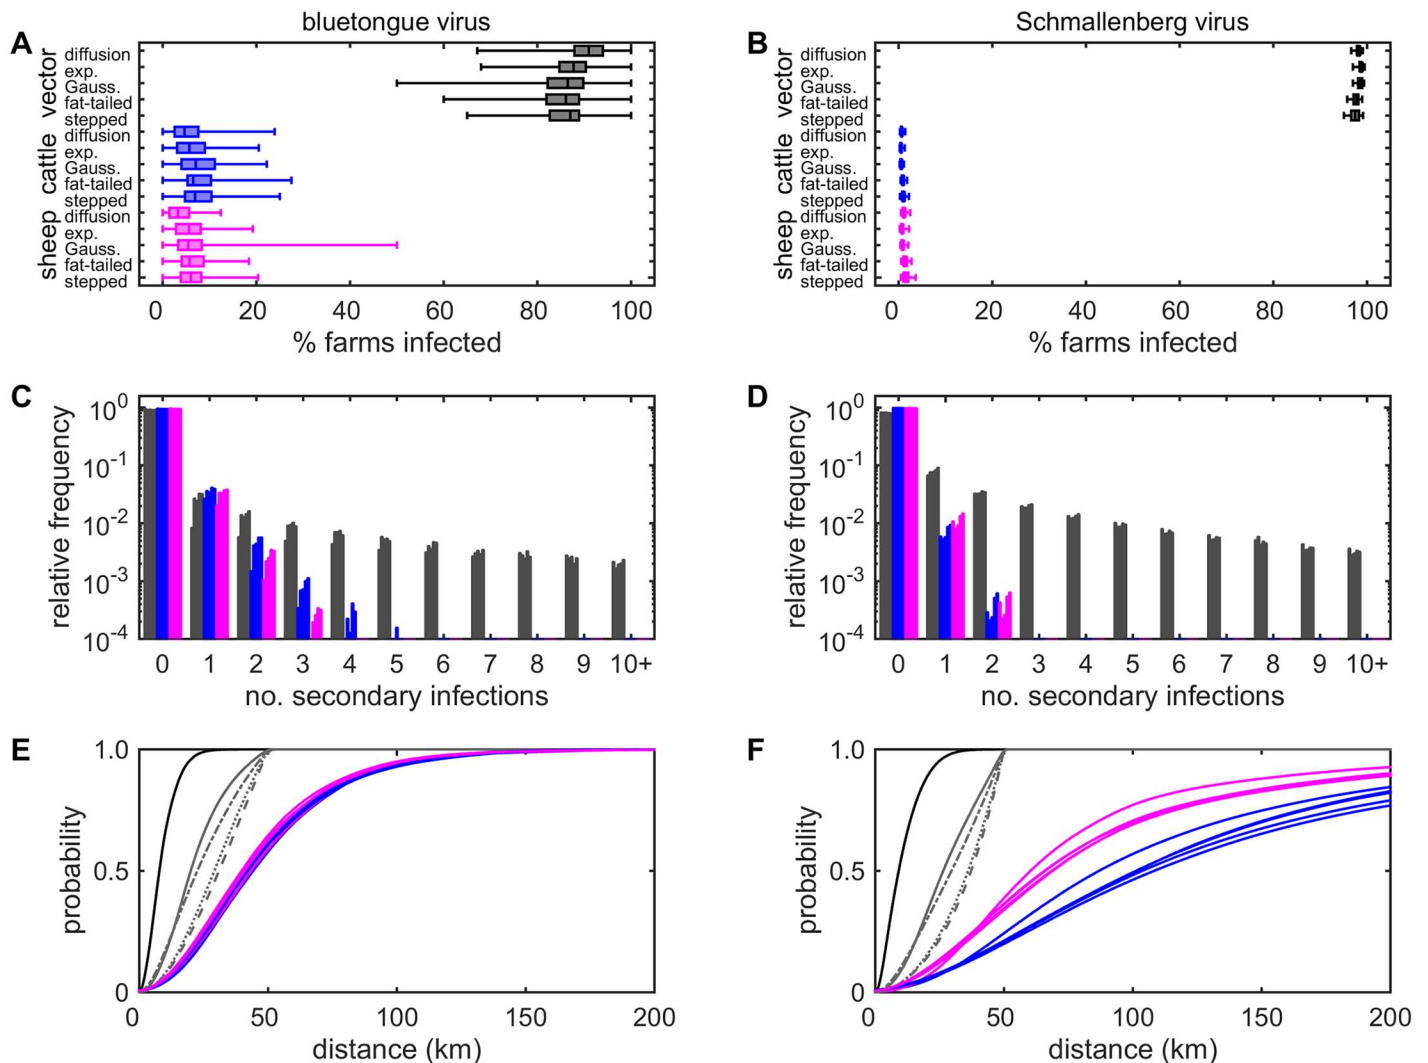 bluetongue virus
A
vector
diffusion
exp.
Gauss.
fat-tailed
stepped
cattle
diffusion
exp.
Gauss.
fat-tailed
stepped
sheep
diffusion
exp.
Gauss.
fat-tailed
stepped
0 20 40 60 80 100
% farms infected
Schmallenberg virus
B
vector
diffusion
exp.
Gauss.
fat-tailed
stepped
cattle
diffusion
exp.
Gauss.
fat-tailed
stepped
sheep
diffusion
exp.
Gauss.
fat-tailed
stepped
0 20 40 60 80 100
% farms infected
C
relative frequency
10^0
10^-1
10^-2
10^-3
10^-4
0 1 2 3 4 5 6 7 8 9 10+
no. secondary infections
D
relative frequency
10^0
10^-1
10^-2
10^-3
10^-4
0 1 2 3 4 5 6 7 8 9 10+
no. secondary infections
E
probability
1.0
0.5
0
0 50 100 150 200
distance (km)
F
probability
1.0
0.5
0
0 50 100 150 200
distance (km)